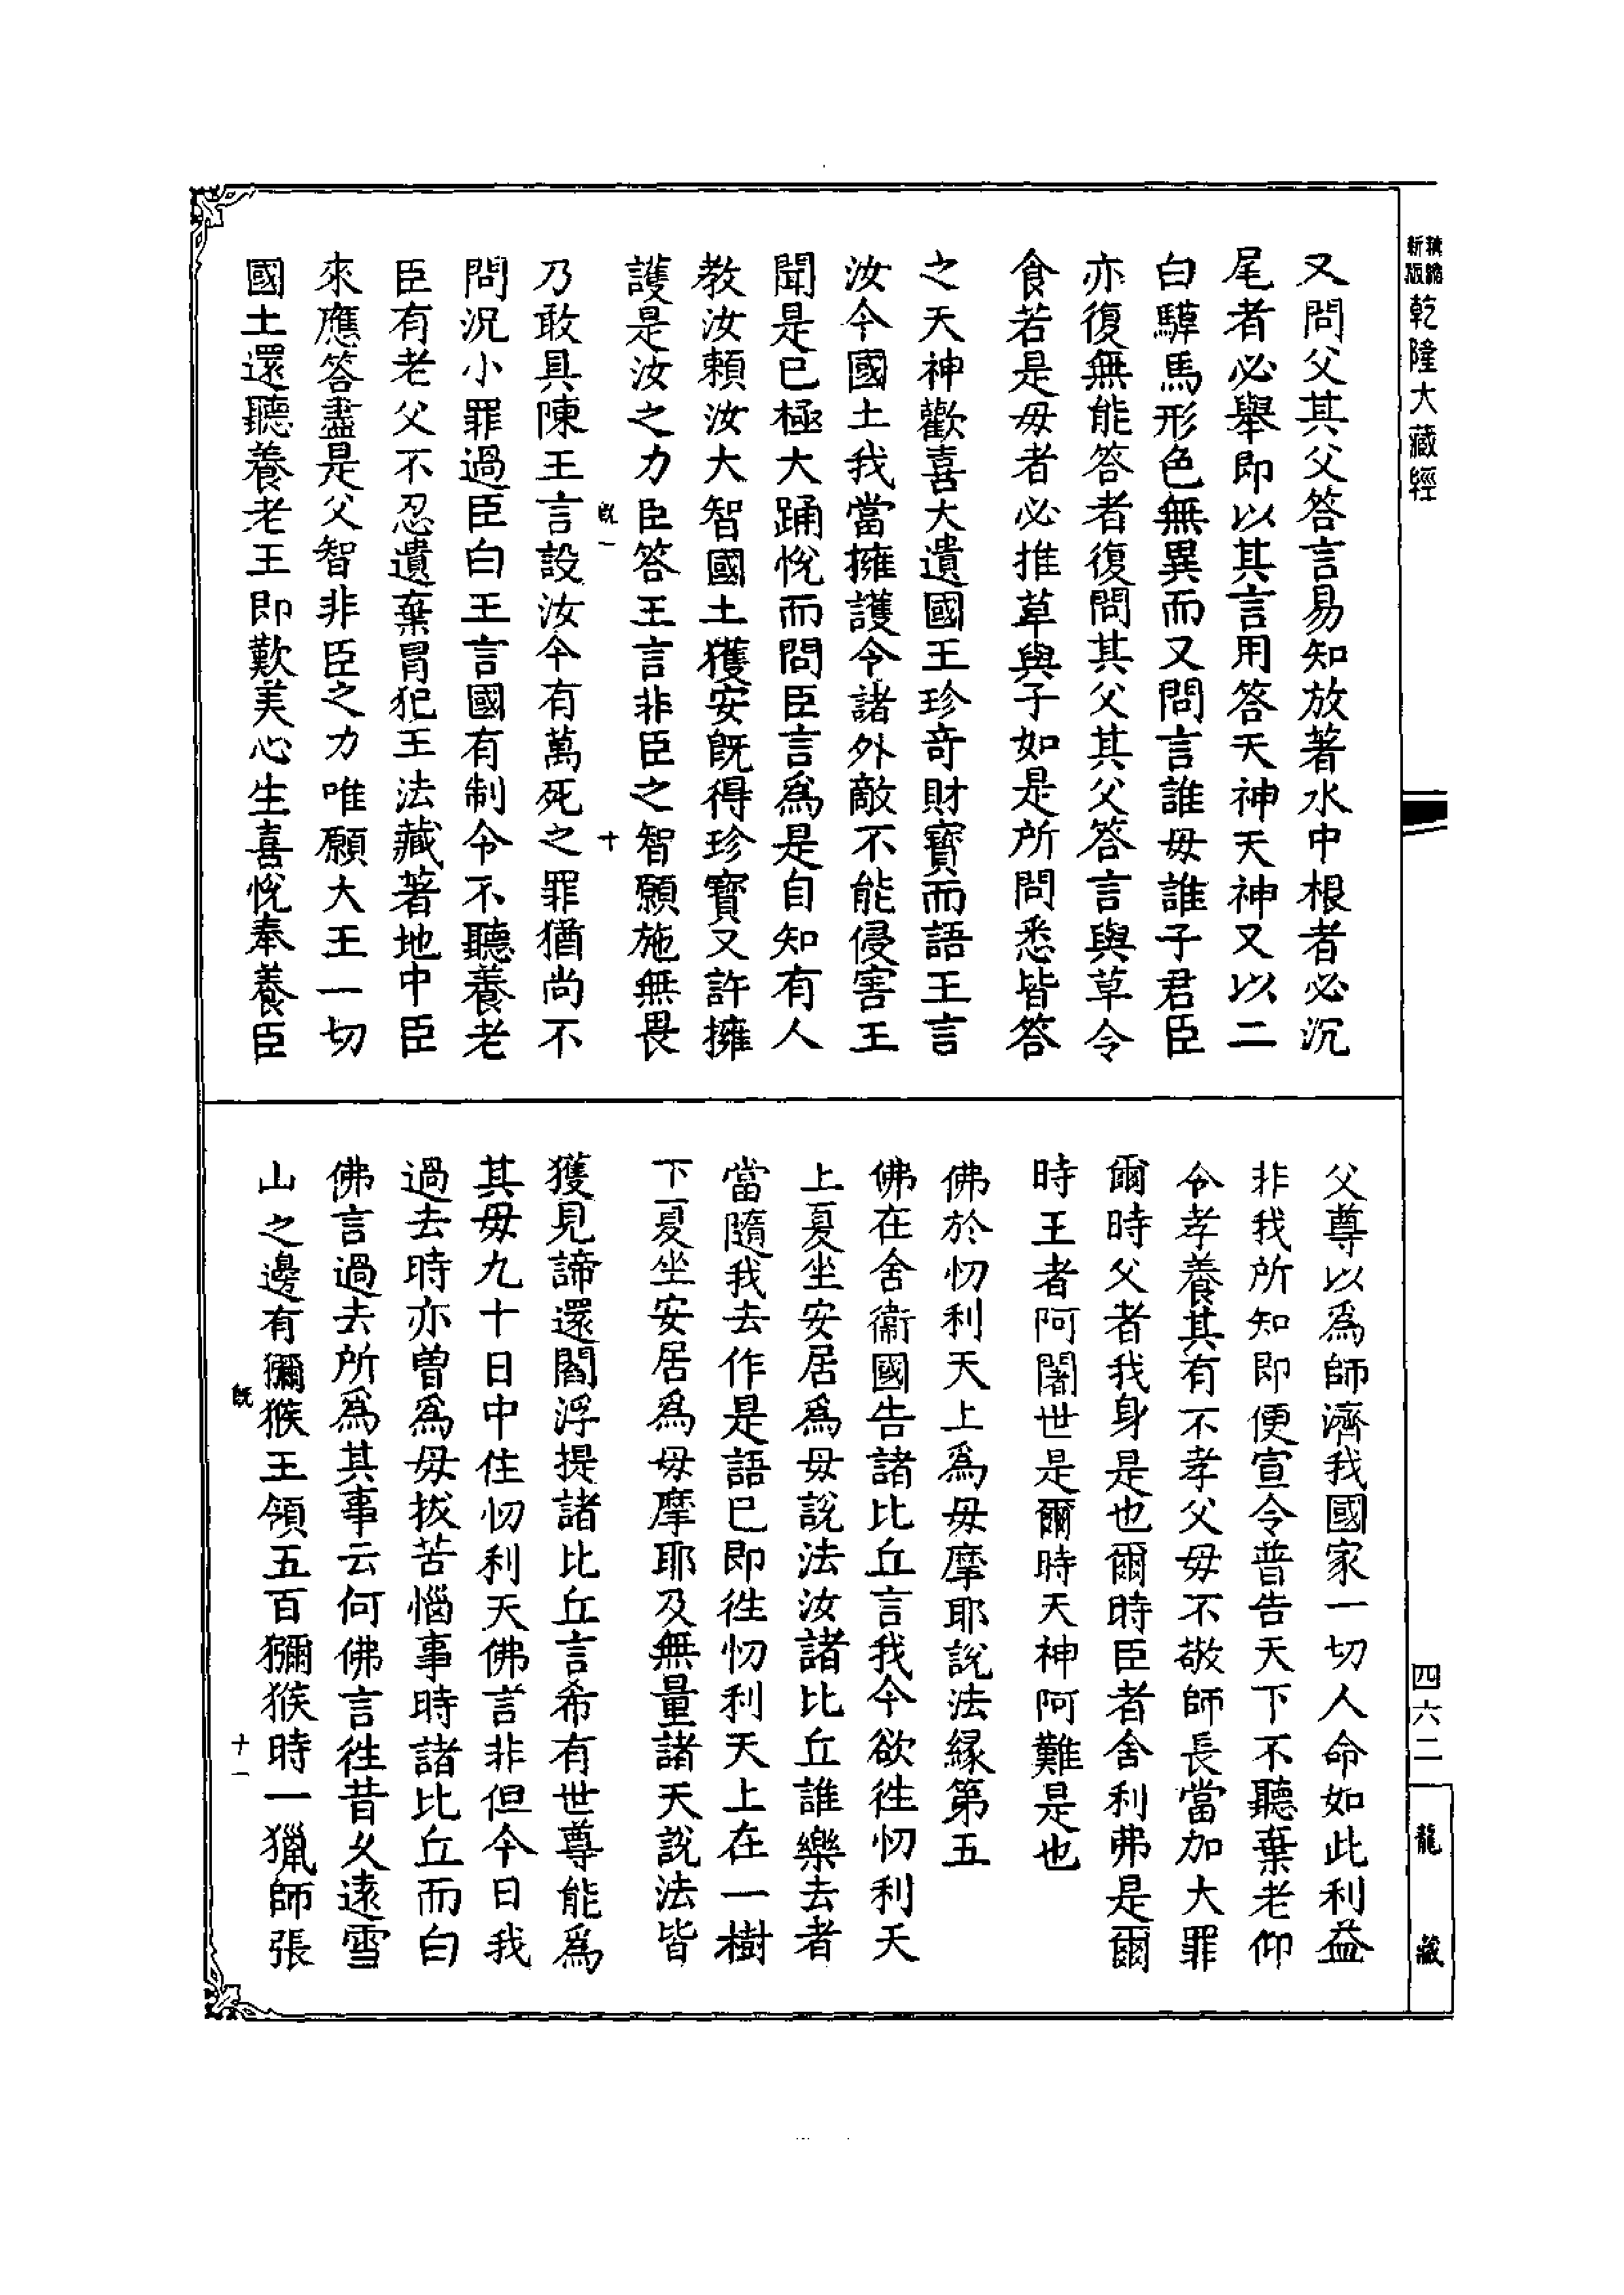 新版
乾隆大藏經
又問父其父答言易知放著水中根者必沉
尾者必舉即以其言用答天神天神又以二
白騲馬形色無異而又問言誰母誰子君臣
亦復無能答者復問其父其父答言與草令
食若是母者必推草與子如是所問悉皆答
之天神歡喜大遺國王珍奇財寶而語王言
汝今國土我當擁護令諸外敵不能侵害王
聞是已極大踊悅而問臣言為是自知有人
教汝賴汝大智國土獲安既得珍寶又許擁
護是汝之力臣答王言非臣之智願施無畏
既一
十
乃敢具陳王言設汝今有萬死之罪猶尚不
問況小罪過臣白王言國有制令不聽養老
臣有老父不忍遺棄冒犯王法藏著地中臣
來應答盡是父智非臣之力唯願大王一切
國土還聽養老王即歎美心生喜悅奉養臣
父尊以為師濟我國家一切人命如此利益
非我所知即便宣令普告天下不聽棄老仰
令孝養其有不孝父母不敬師長當加大罪
爾時父者我身是也爾時臣者舍利弗是爾
時王者阿闍世是爾時天神阿難是也
佛於忉利天上為母摩耶說法緣第五
佛在舍衛國告諸比丘言我今欲往忉利天
上夏坐安居為母說法汝諸比丘誰樂去者
當隨我去作是語已即徃忉利天上在一樹
下夏坐安居為母摩耶及無量諸天說法皆
獲見諦還閻浮提諸比丘言希有世尊能為
其母九十日中住忉利天佛言非但今日我
過去時亦曾為母拔苦惱事時諸比丘而白
佛言過去所為其事云何佛言徃昔久遠雪
山之邊有獼猴王領五百獼猴時一獵師張
既
十一
四六二
龍藏